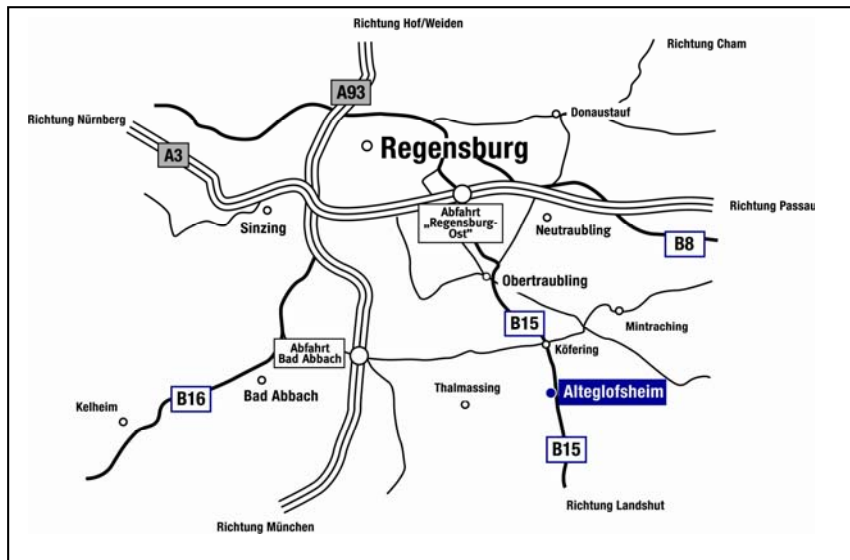 Richtung Hof/Weiden
Richtung Cham
A93
Donaustauf
Richtung Nürnberg
A3
Regensburg
Richtung Passau
Abfahrt
„Regensburg-
Ost"
Sinzing
Neutraubling
B8
Obertraubling
B15
Mintraching
Abfahrt
Bad Abbach
Köfering
Thalmassing
Alteglofsheim
B16
Bad Abbach
Kelheim
B15
Richtung Landshut
Richtung München